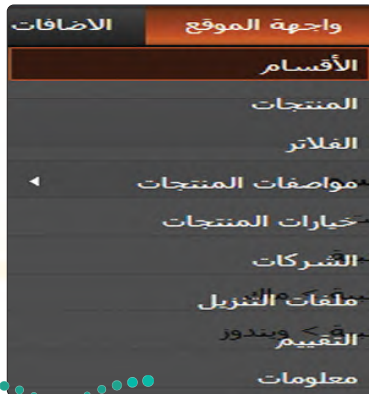 واجهة الموقع الاضافات
الأقسام
المنتجات
الفلاتر
مواصفات المنتجات
خيارات المنتجات
الشركات
ملفات التنزيل
التقييم
معلومات